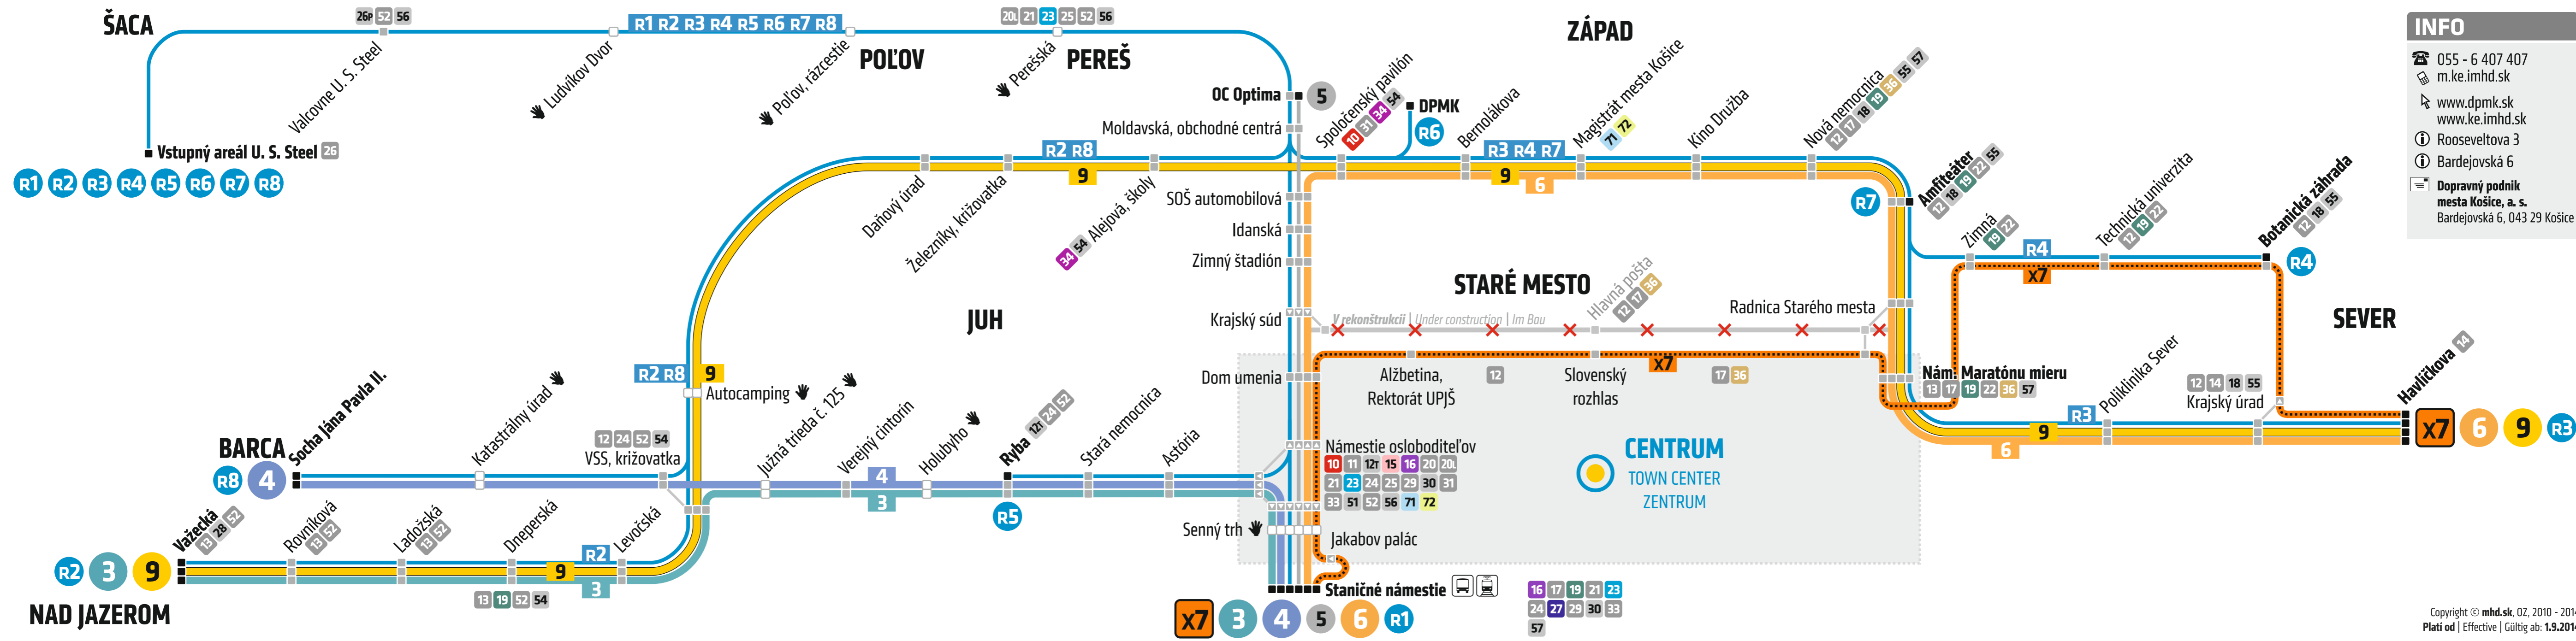 ŠACA
26P 52 56
Valcovne U. S. Steel
Ludvíkov Dvor
R1 R2 R3 R4 R5 R6 R7 R8
Poľov, rázcestie
POĽOV
20L 21 23 25 52 56
Perešská
PEREŠ
Vstupný areál U. S. Steel 26
R1 R2 R3 R4 R5 R6 R7 R8
ZÁPAD
OC Optima 5
Moldavská, obchodné centrá
Spoločenský pavilón
10 31 34 54
DPMK
R6
Bernolákova
Magistrát mesta Košice
71 72
Kino Družba
Nová nemocnica
12 17 18 19 36 55 57
R2 R8
9
R3 R4 R7
9
6
Daňový úrad
Železníky, križovatka
Alejová, školy
34 54
SOŠ automobilová
Idanská
Zimný štadión
Krajský súd
Dom umenia
R7
Amfiteáter
12 18 19 22 55
Zimná
19 22
R4
X7
Technická univerzita
12 19 22
Botanická záhrada
12 18 55
R4
SEVER
STARÉ MESTO
Hlavná pošta
12 17 36
Radnica Starého mesta
V rekonštrukcii | Under construction | Im Bau
X7
Alžbetina,
Rektorát UPJŠ
12
Slovenský
rozhlas
17 36
Nám. Maratónu mieru
13 17 19 22 36 57
R3
9
6
Poliklinika Sever
12 14 18 55
Krajský úrad
Havlíčkova 14
X7 6 9 R3
JUH
R2 R8
9
Autocamping
BARCA
R8 4
Socha Jána Pavla II.
Katastrálny úrad
12 24 52 54
VSS, križovatka
Južná trieda č. 125
Verejný cintorín
4
3
Holubyho
Ryba 12T 24 52
R5
Stará nemocnica
Astória
Važecká
13 28 52
Rovníková
13 52
Ladožská
13 52
Dneperská
13 19 52 54
R2
9
3
Levočská
R2 3 9
NAD JAZEROM
Námestie osloboditeľov
10 11 12T 15 16 20 20L
21 23 24 25 29 30 31
33 51 52 56 71 72
CENTRUM
TOWN CENTER
ZENTRUM
Senný trh
Jakabov palác
Staničné námestie
X7 3 4 5 6 R1
16 17 19 21 23
24 27 29 30 33
57
INFO
055 - 6 407 407
m.ke.imhd.sk
www.dpmk.sk
www.ke.imhd.sk
Rooseveltova 3
Bardejovská 6
Dopravný podnik
mesta Košice, a. s.
Bardejovská 6, 043 29 Košice
Copyright © mhd.sk, OZ, 2010 - 2014
Platí od | Effective | Gültig ab: 1.9.2014